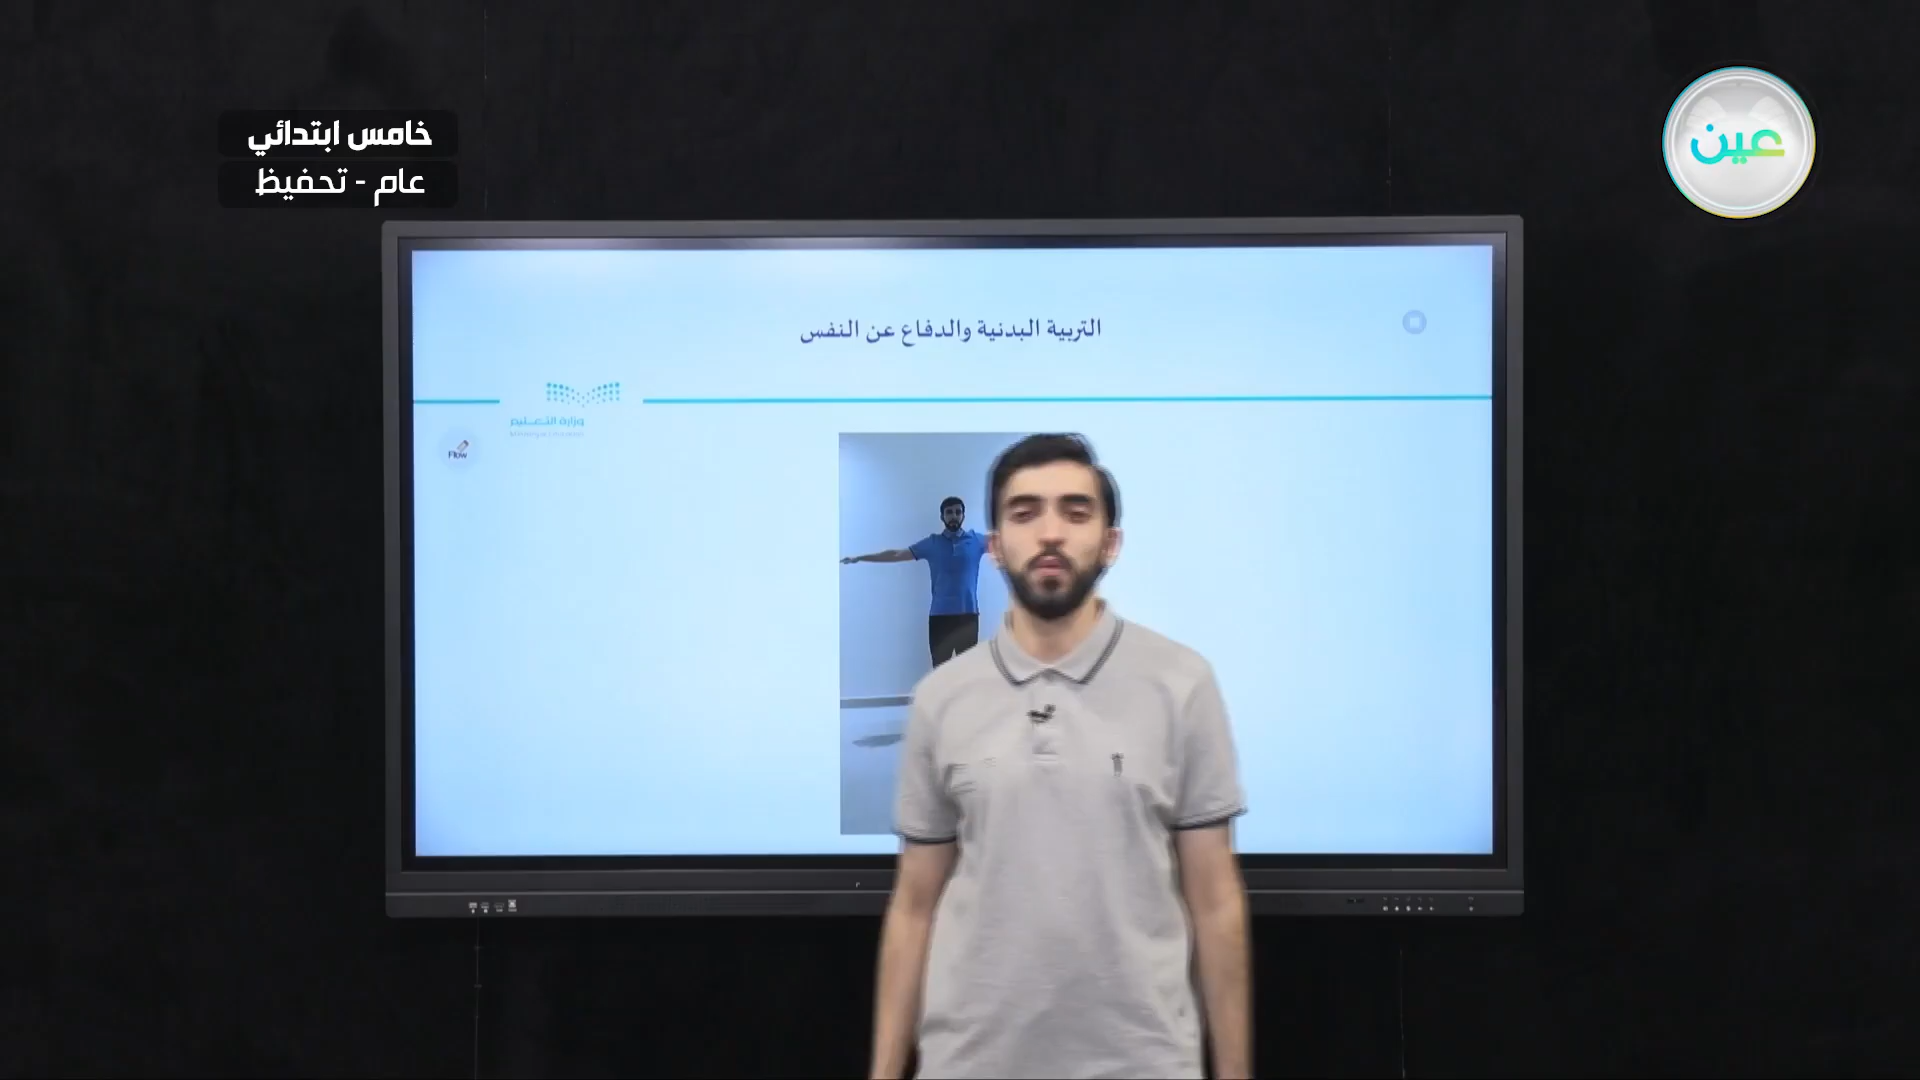 خامس ابتدائي
عام - تحفيظ
عين
التربية البدنية والدفاع عن النفس
وزارة التعليم
Flow